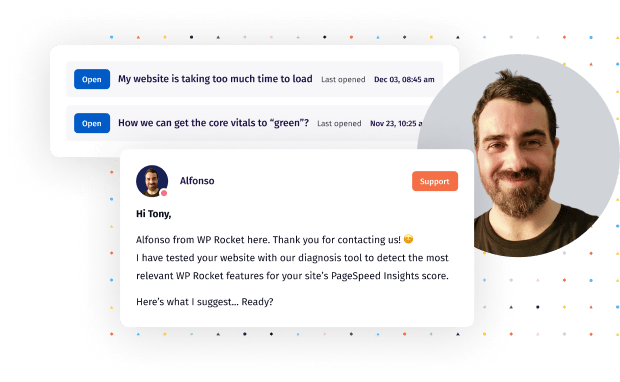 Open My website is taking too much time to load Last opened Dec 03, 08:45 am
Open How we can get the core vitals to “green”? Last opened Nov 23, 10:25 a
Alfonso Support
Hi Tony,
Alfonso from WP Rocket here. Thank you for contacting us! 😊
I have tested your website with our diagnosis tool to detect the most
relevant WP Rocket features for your site’s PageSpeed Insights score.
Here’s what I suggest... Ready?